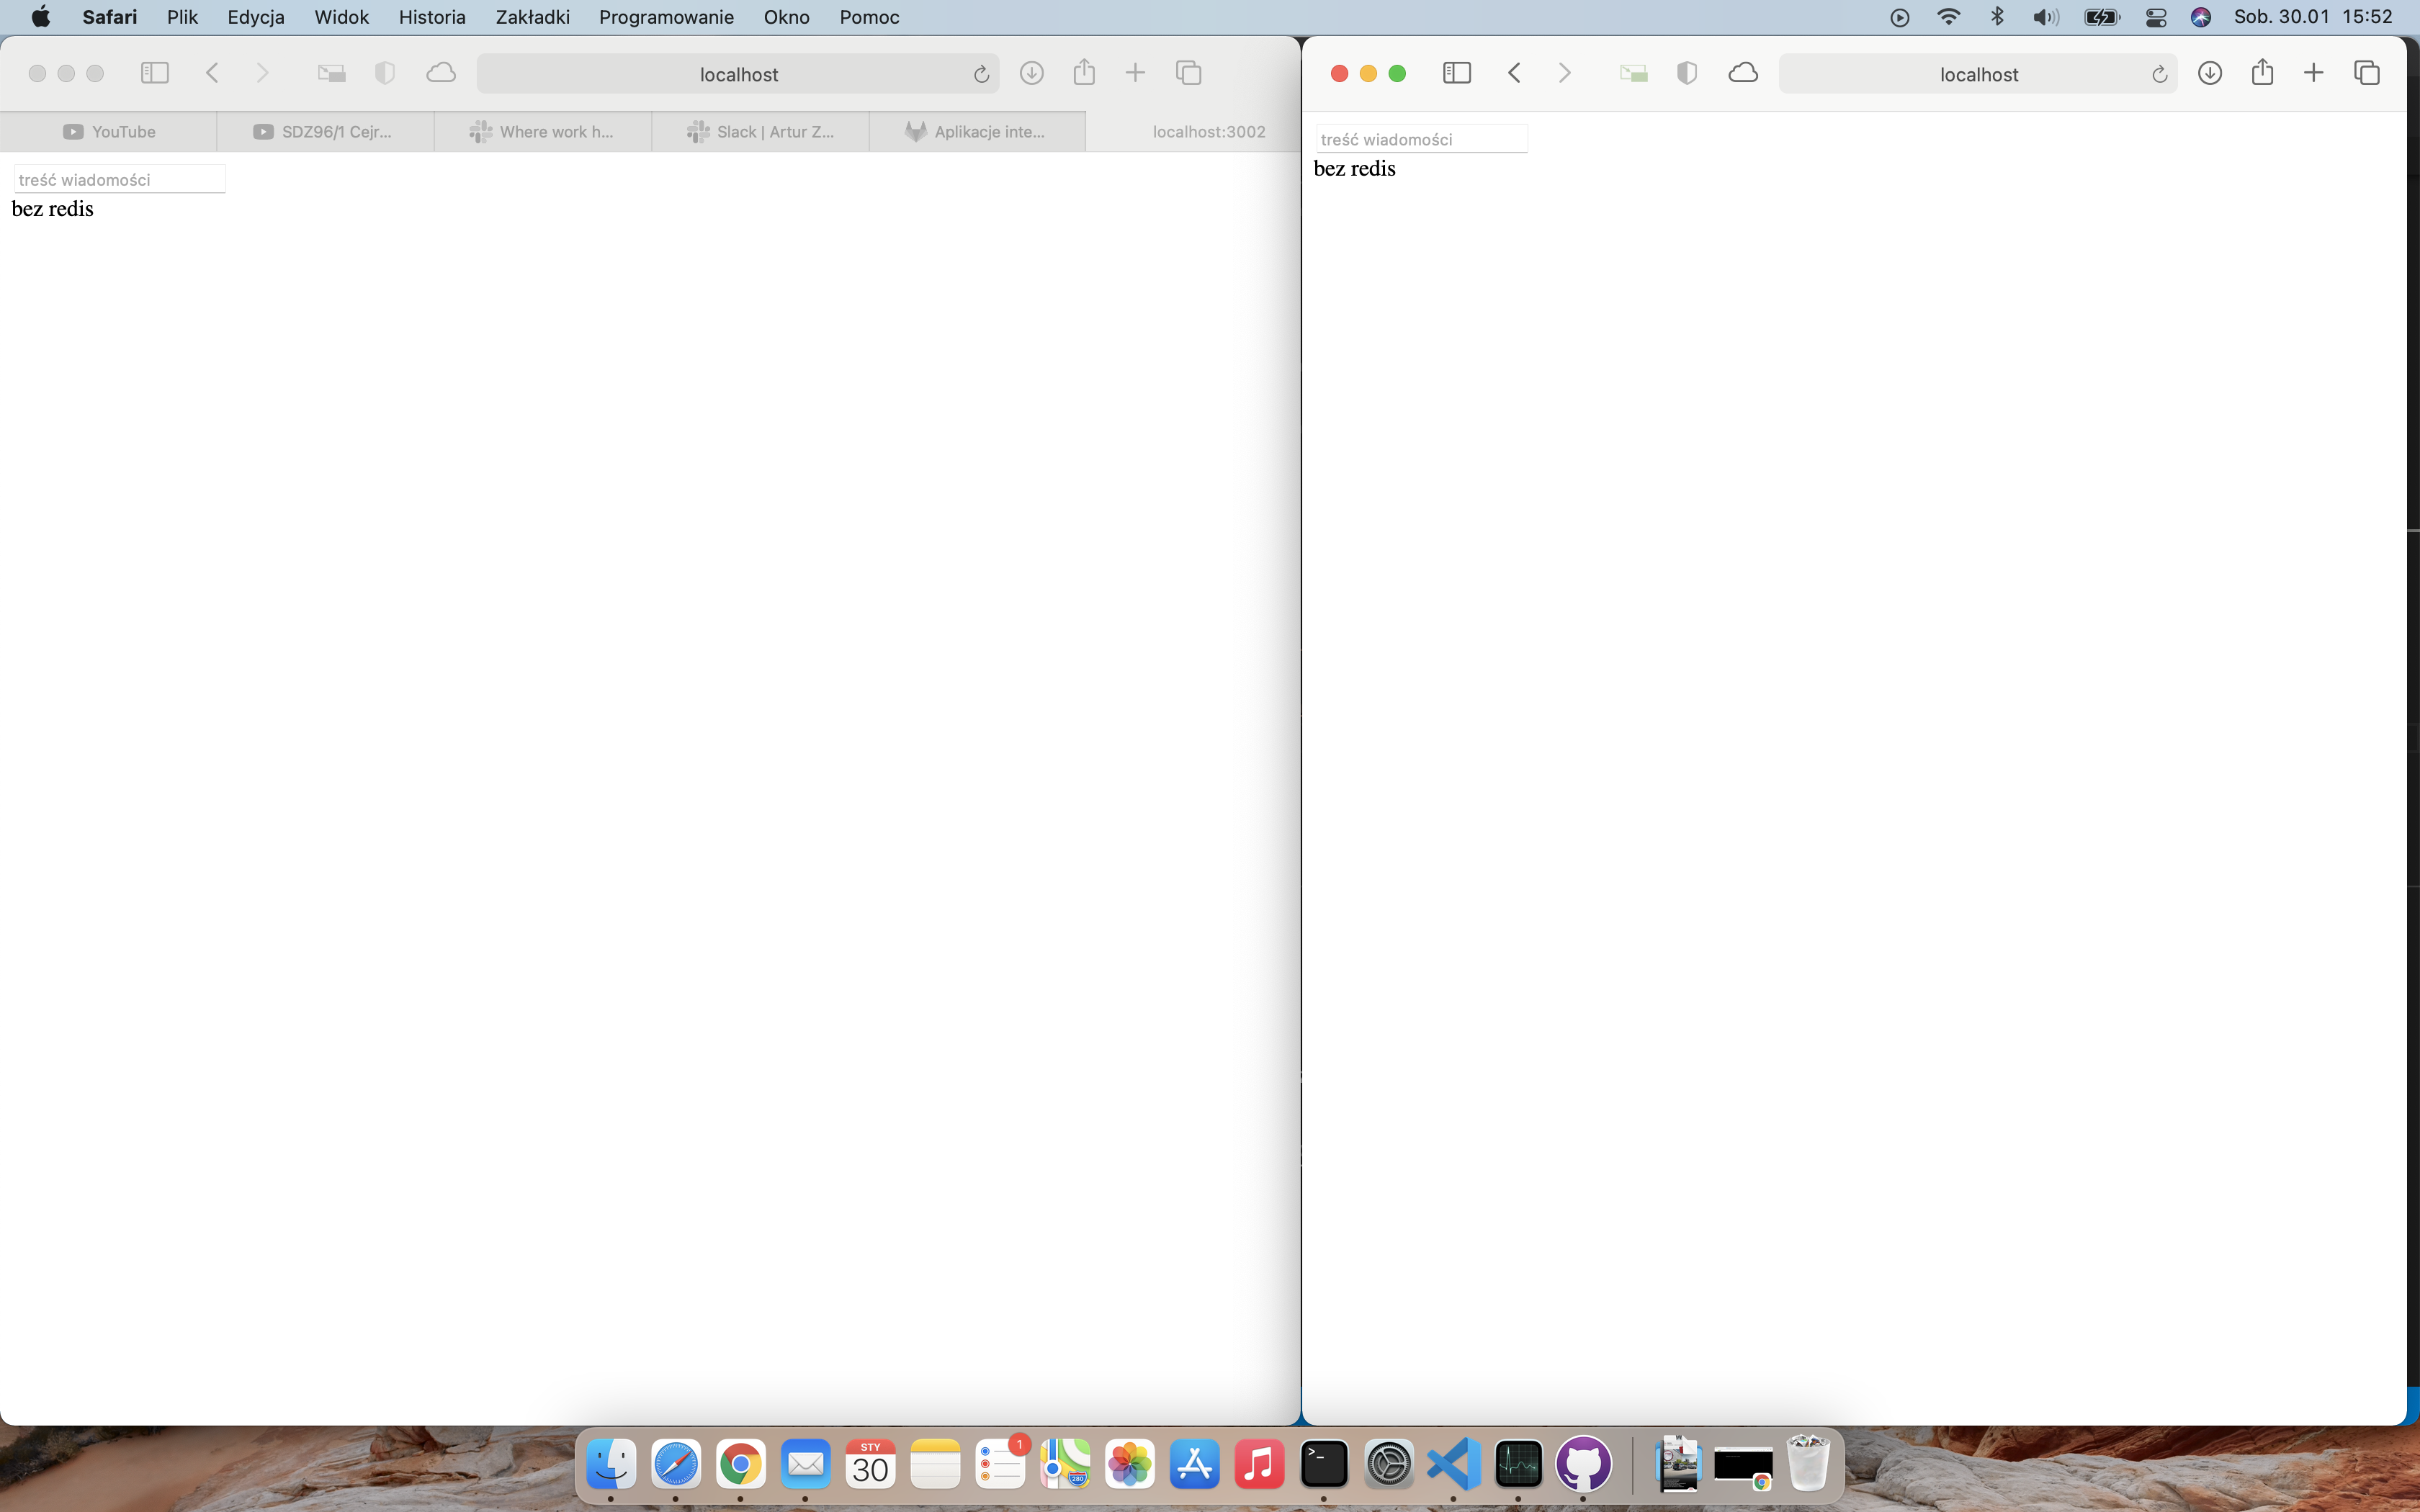 Safari Plik Edycja Widok Historia Zakładki Programowanie Okno Pomoc Sob. 30.01 15:52
localhost
YouTube SDZ96/1 Cejr... Where work h... Slack | Artur Z... Aplikacje inte... localhost:3002
treść wiadomości
bez redis
localhost
treść wiadomości
bez redis
STY
30
1
280
>_